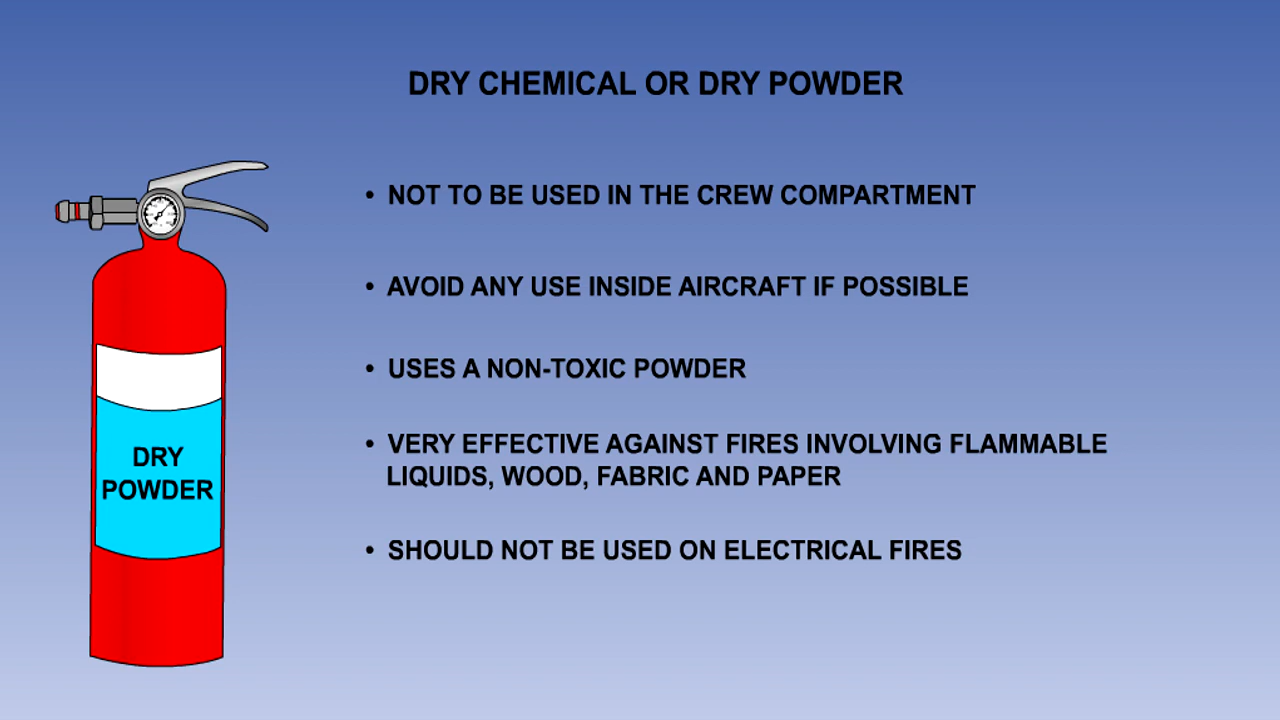 DRY CHEMICAL OR DRY POWDER
• NOT TO BE USED IN THE CREW COMPARTMENT
• AVOID ANY USE INSIDE AIRCRAFT IF POSSIBLE
• USES A NON-TOXIC POWDER
• VERY EFFECTIVE AGAINST FIRES INVOLVING FLAMMABLE
LIQUIDS, WOOD, FABRIC AND PAPER
• SHOULD NOT BE USED ON ELECTRICAL FIRES
DRY
POWDER